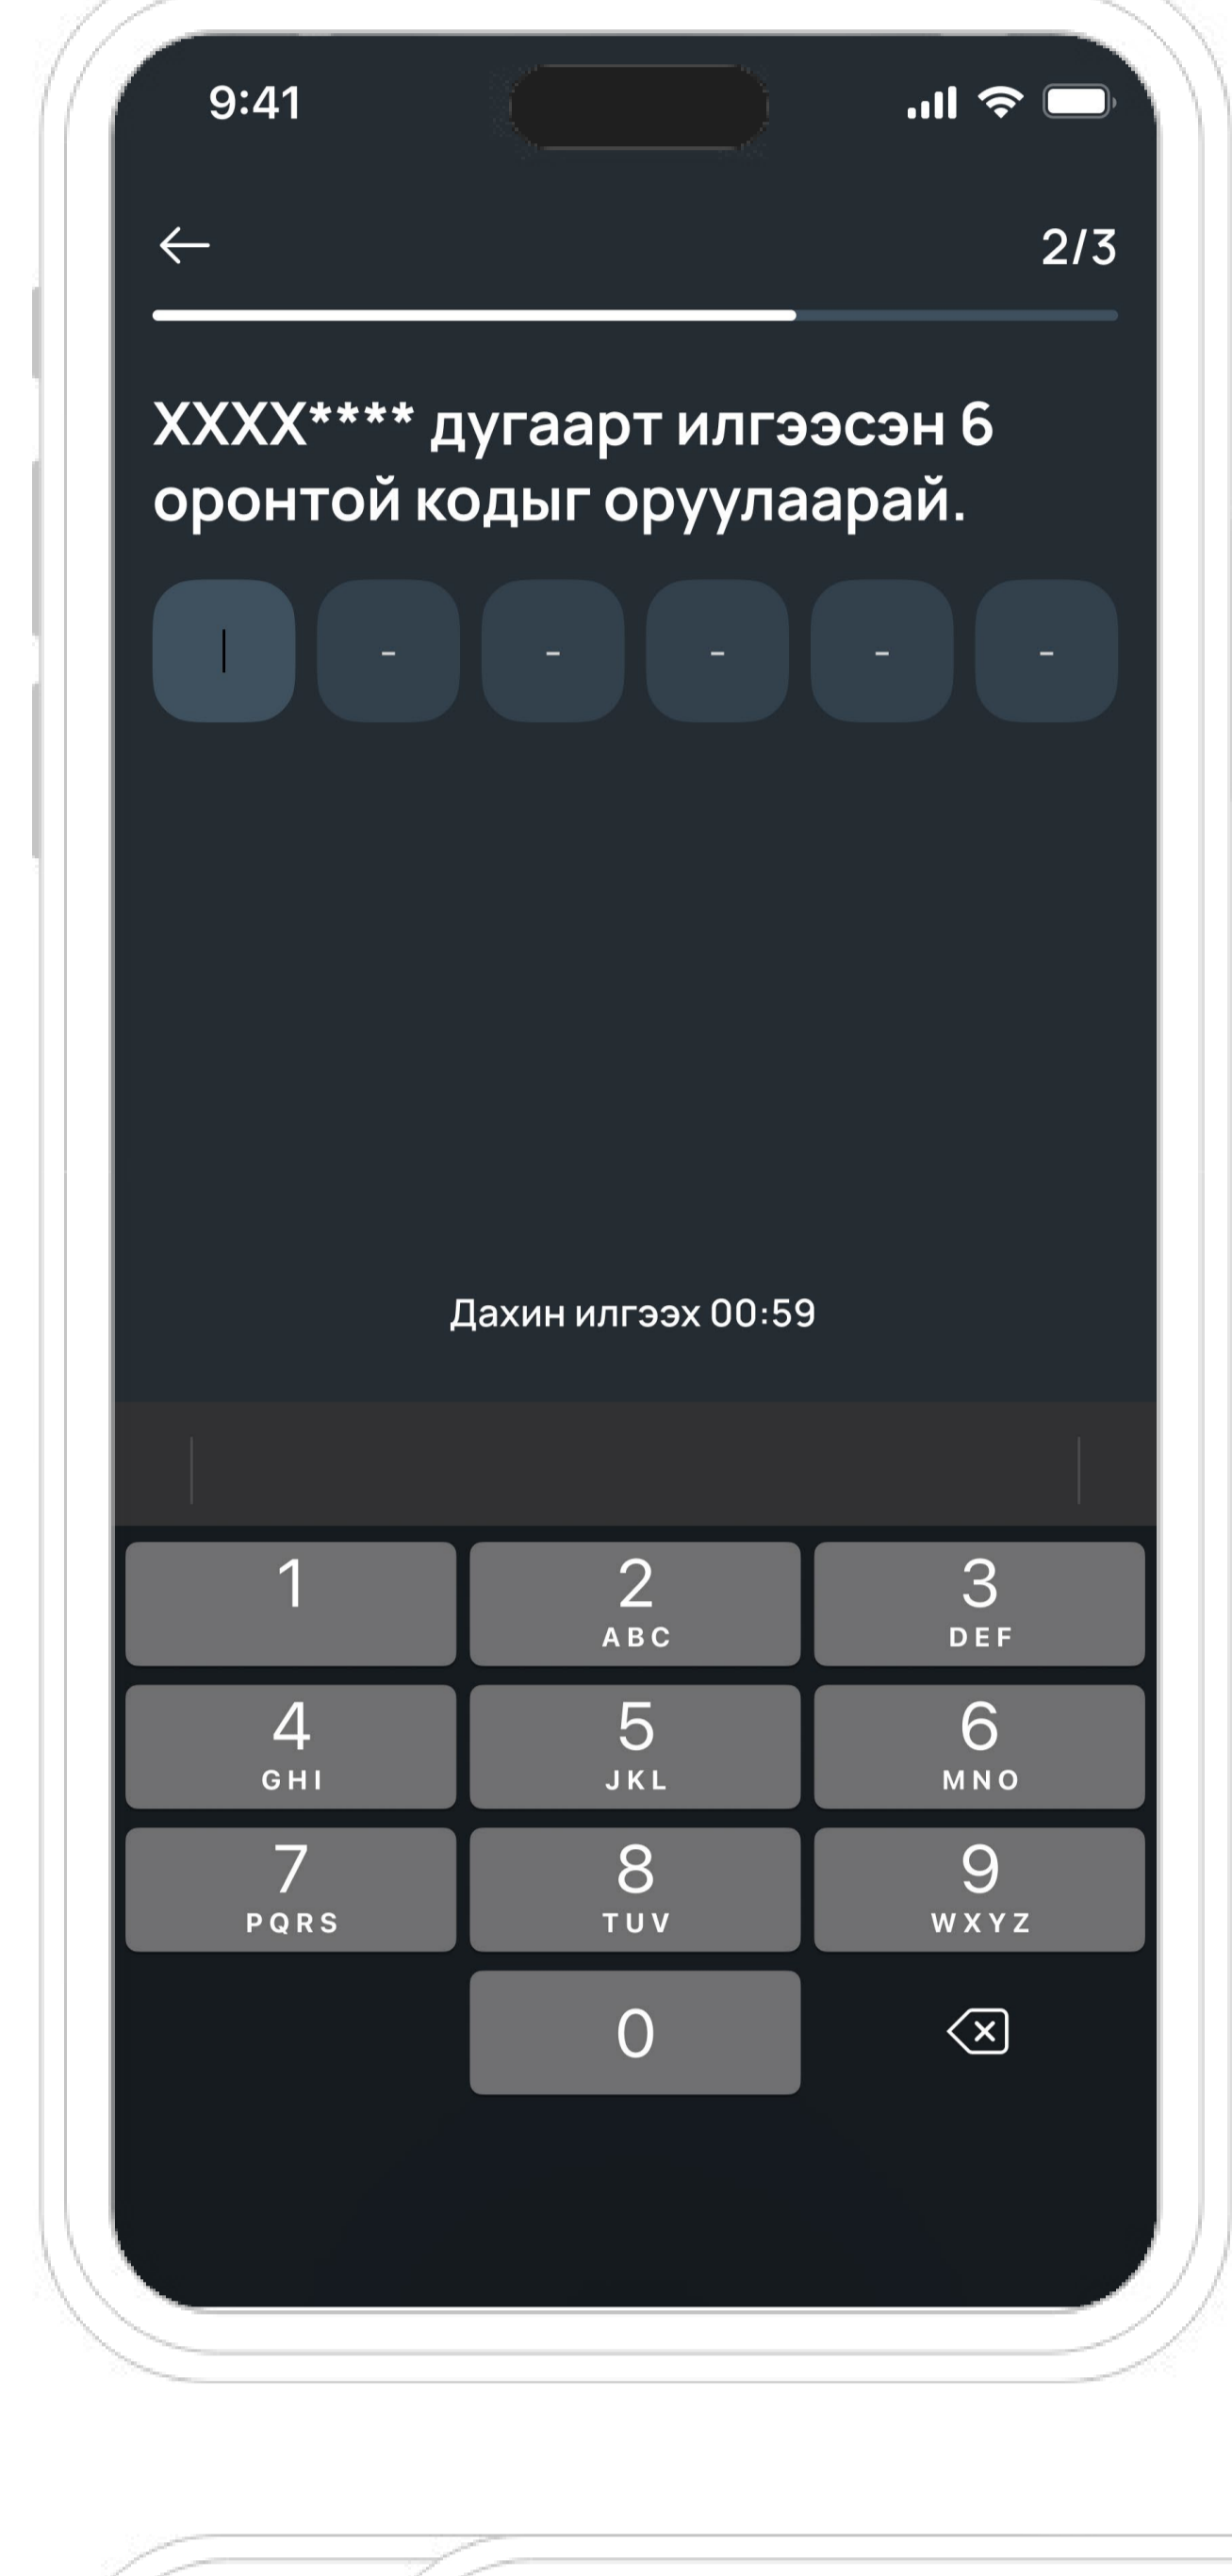 9:41
2/3
XXXX**** дугаарт илгээсэн 6
оронтой кодыг оруулаарай.
- - - - -
Дахин илгээх 00:59
1 2 3
ABC DEF
4 5 6
GHI JKL MNO
7 8 9
PQRS TUV WXYZ
0